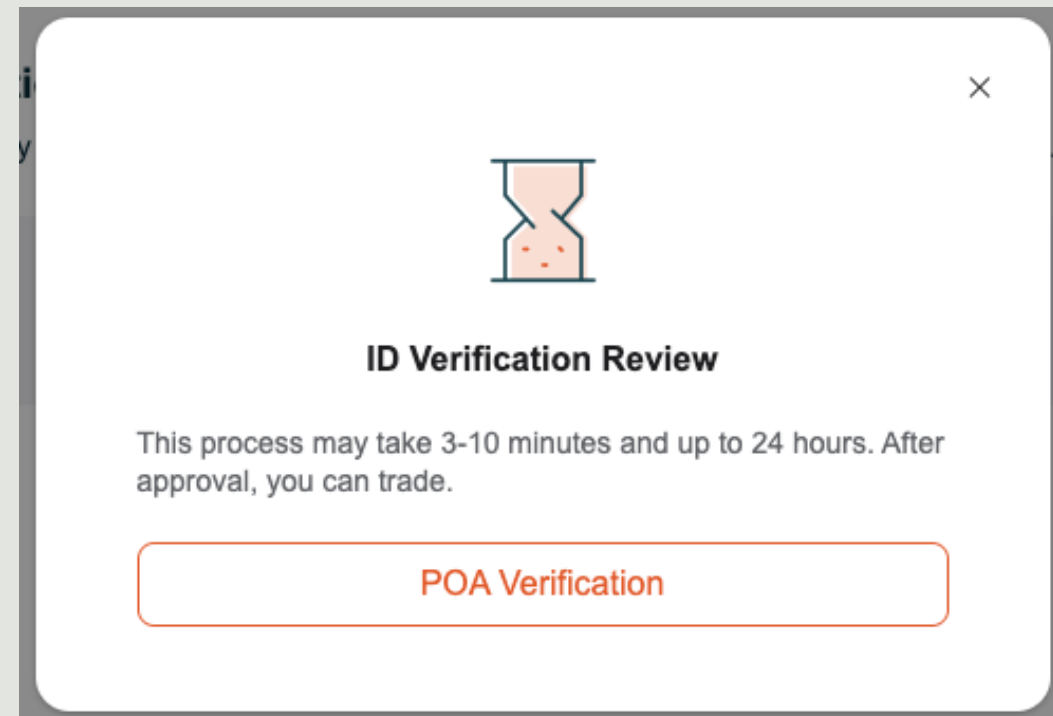 ID Verification Review
This process may take 3-10 minutes and up to 24 hours. After
approval, you can trade.
POA Verification